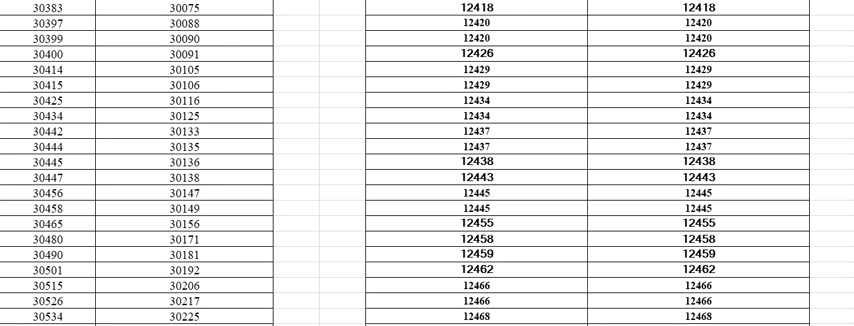 30383 30075 12418 12418
30397 30088 12420 12420
30399 30090 12420 12420
30400 30091 12426 12426
30414 30105 12429 12429
30415 30106 12429 12429
30425 30116 12434 12434
30434 30125 12434 12434
30442 30133 12437 12437
30444 30135 12437 12437
30445 30136 12438 12438
30447 30138 12443 12443
30456 30147 12445 12445
30458 30149 12445 12445
30465 30156 12455 12455
30480 30171 12458 12458
30490 30181 12459 12459
30501 30192 12462 12462
30515 30206 12466 12466
30526 30217 12466 12466
30534 30225 12468 12468